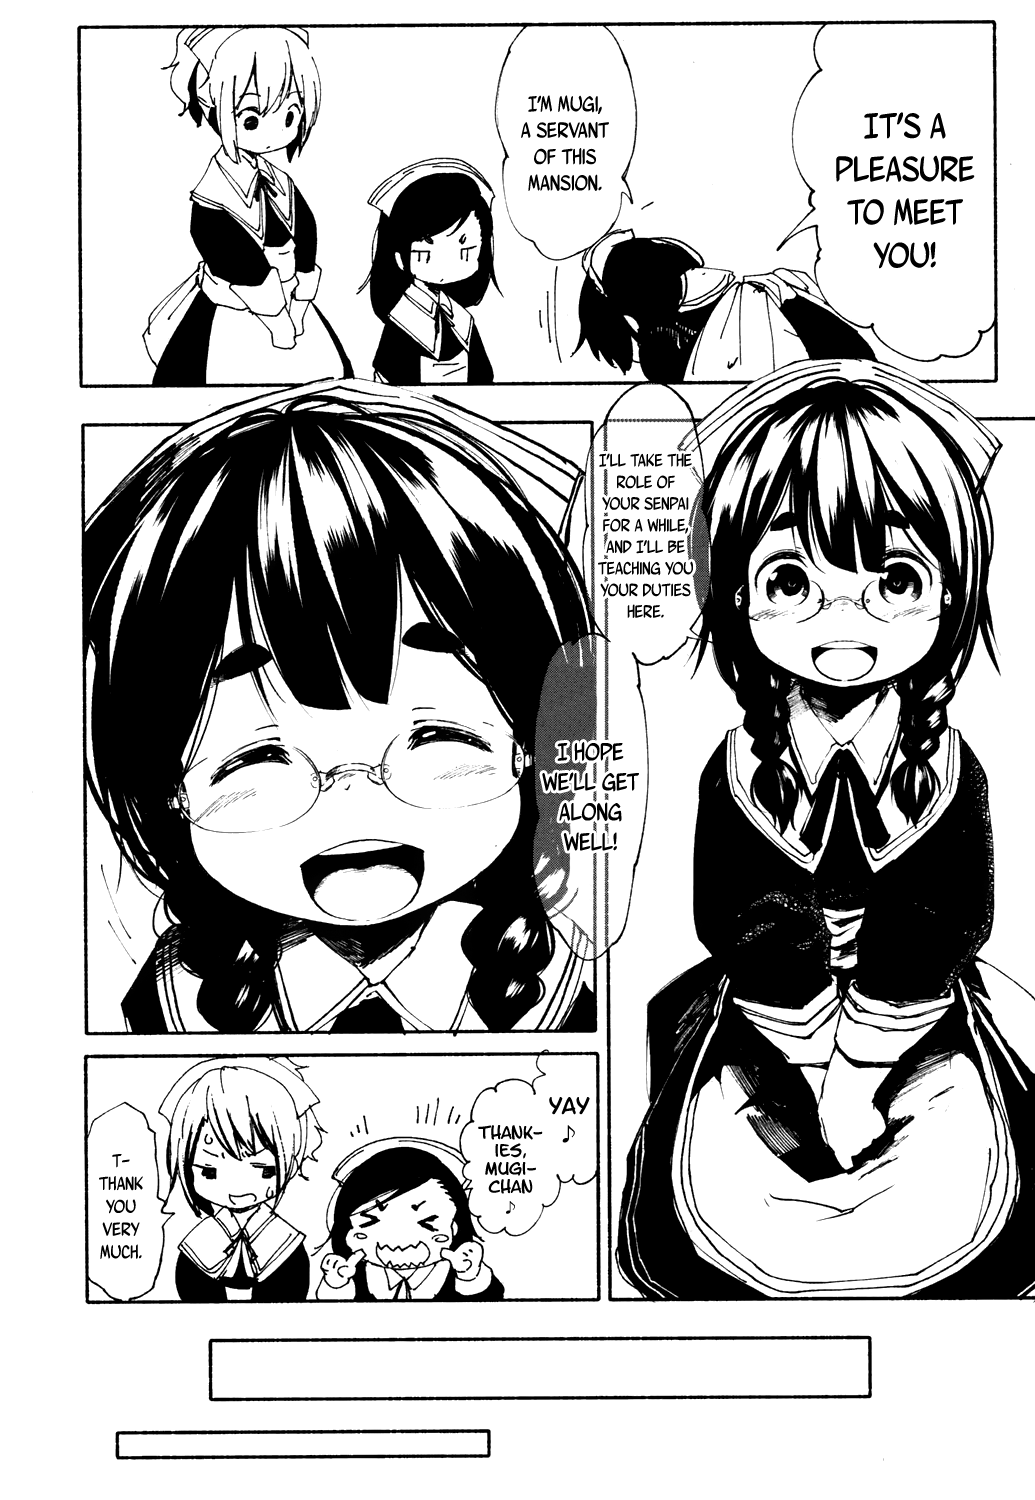 IT'S A
PLEASURE
TO MEET
YOU!
I'M MUGI,
A SERVANT
OF THIS
MANSION.
I'LL TAKE THE
ROLE OF
YOUR SENPAI
FOR A WHILE,
AND I'LL BE
TEACHING YOU
YOUR DUTIES
HERE.
I HOPE
WE'LL GET
ALONG
WELL!
YAY
♪
THANK-
IES,
MUGI-
CHAN
♪
T-
THANK
YOU
VERY
MUCH.